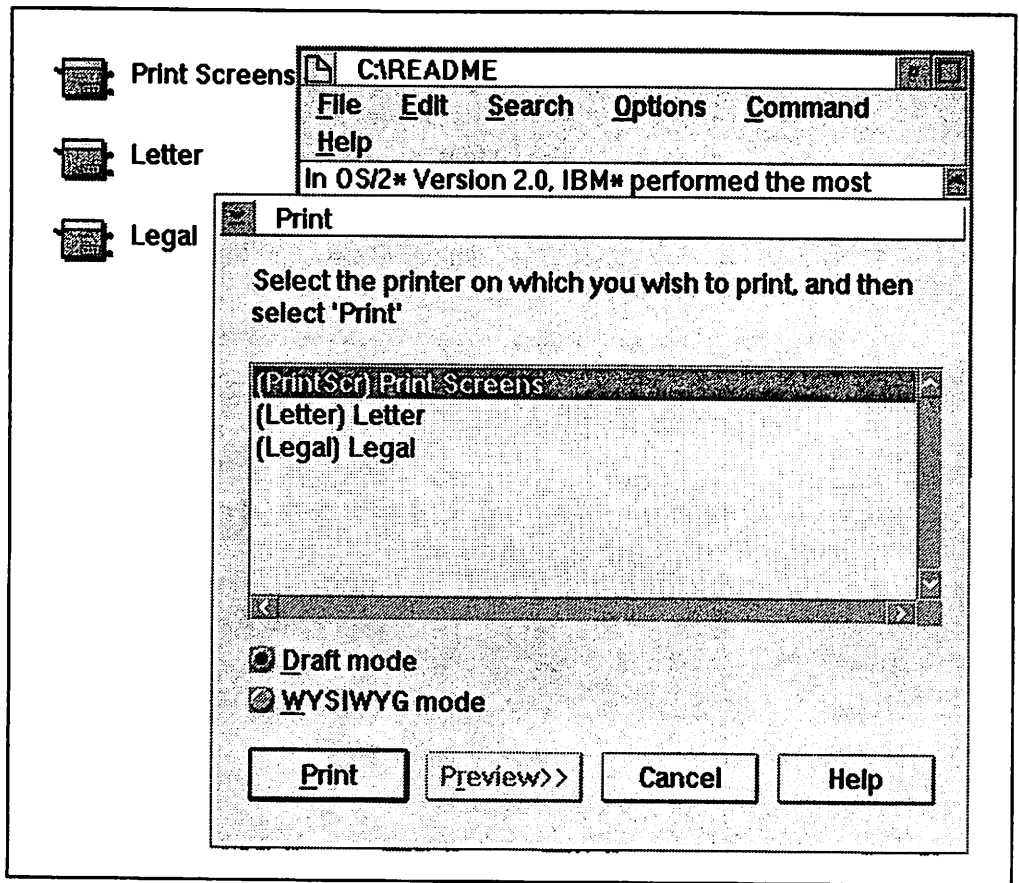 Print Screens
Letter
Legal
C:\README
File Edit Search Options Command
Help
In OS/2* Version 2.0, IBM* performed the most
Print
Select the printer on which you wish to print, and then
select 'Print'
(PrintScr) Print Screens
(Letter) Letter
(Legal) Legal
Draft mode
WYSIWYG mode
Print Preview>> Cancel Help